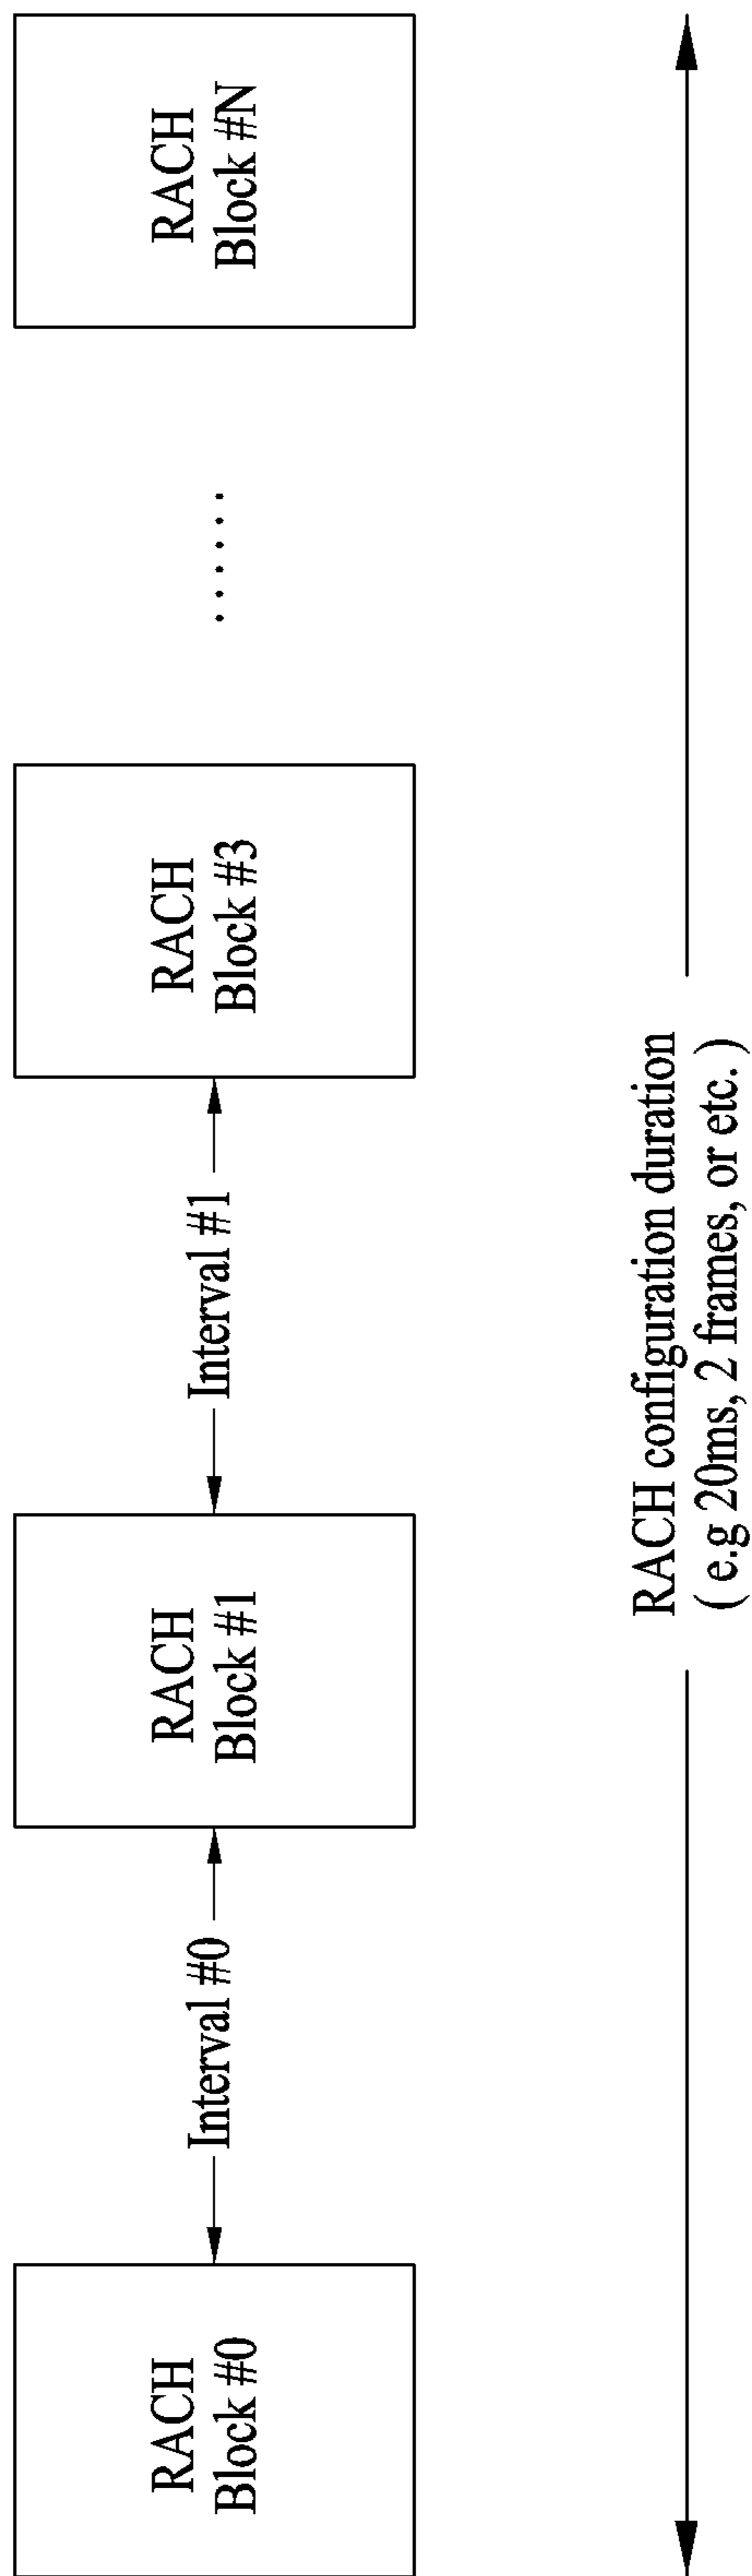 RACH
Block #0
Interval #0
RACH
Block #1
Interval #1
RACH
Block #3
......
RACH
Block #N
RACH configuration duration
( e.g 20ms, 2 frames, or etc. )